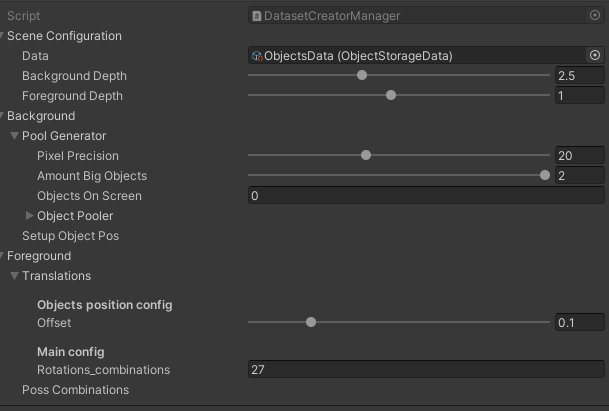 Script DatasetCreatorManager
Scene Configuration
Data ObjectsData (ObjectStorageData)
Background Depth 2.5
Foreground Depth 1
Background
Pool Generator
Pixel Precision 20
Amount Big Objects 2
Objects On Screen 0
Object Pooler
Setup Object Pos
Foreground
Translations
Objects position config
Offset 0.1
Main config
Rotations_combinations 27
Poss Combinations